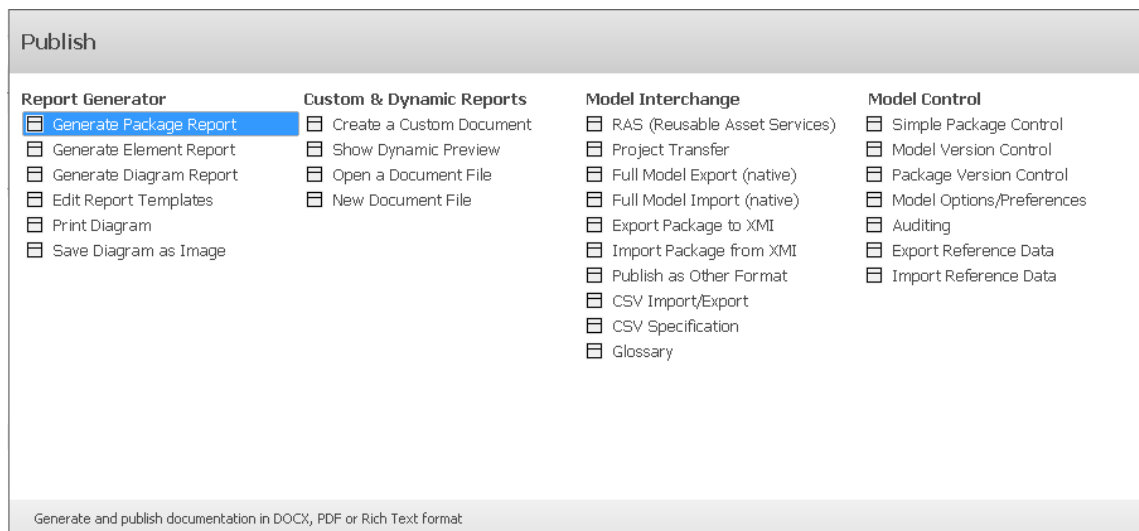 Publish
Report Generator
Generate Package Report
Generate Element Report
Generate Diagram Report
Edit Report Templates
Print Diagram
Save Diagram as Image
Custom & Dynamic Reports
Create a Custom Document
Show Dynamic Preview
Open a Document File
New Document File
Model Interchange
RAS (Reusable Asset Services)
Project Transfer
Full Model Export (native)
Full Model Import (native)
Export Package to XMI
Import Package from XMI
Publish as Other Format
CSV Import/Export
CSV Specification
Glossary
Model Control
Simple Package Control
Model Version Control
Package Version Control
Model Options/Preferences
Auditing
Export Reference Data
Import Reference Data
Generate and publish documentation in DOCX, PDF or Rich Text format